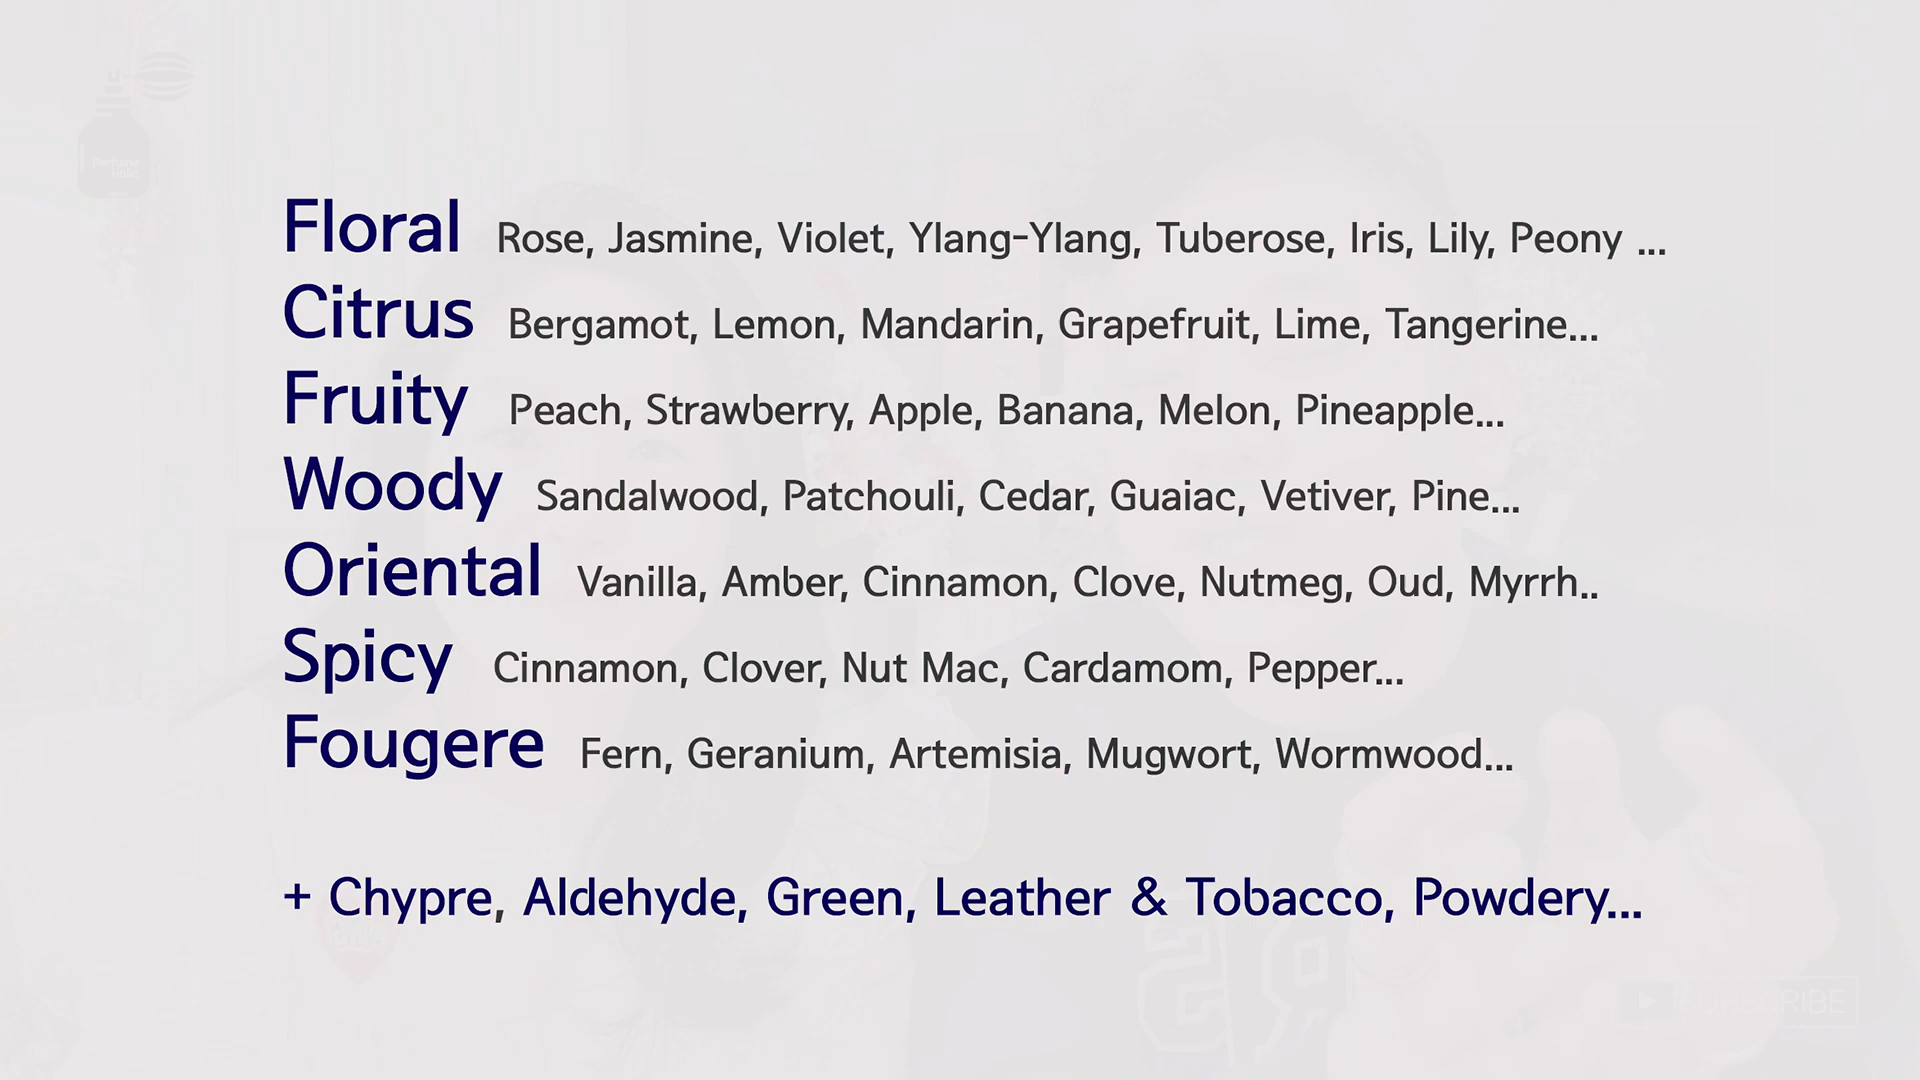 Perfume Holic
Floral Rose, Jasmine, Violet, Ylang-Ylang, Tuberose, Iris, Lily, Peony ...
Citrus Bergamot, Lemon, Mandarin, Grapefruit, Lime, Tangerine...
Fruity Peach, Strawberry, Apple, Banana, Melon, Pineapple...
Woody Sandalwood, Patchouli, Cedar, Guaiac, Vetiver, Pine...
Oriental Vanilla, Amber, Cinnamon, Clove, Nutmeg, Oud, Myrrh..
Spicy Cinnamon, Clover, Nut Mac, Cardamom, Pepper...
Fougere Fern, Geranium, Artemisia, Mugwort, Wormwood...
+ Chypre, Aldehyde, Green, Leather & Tobacco, Powdery...
SUBSCRIBE